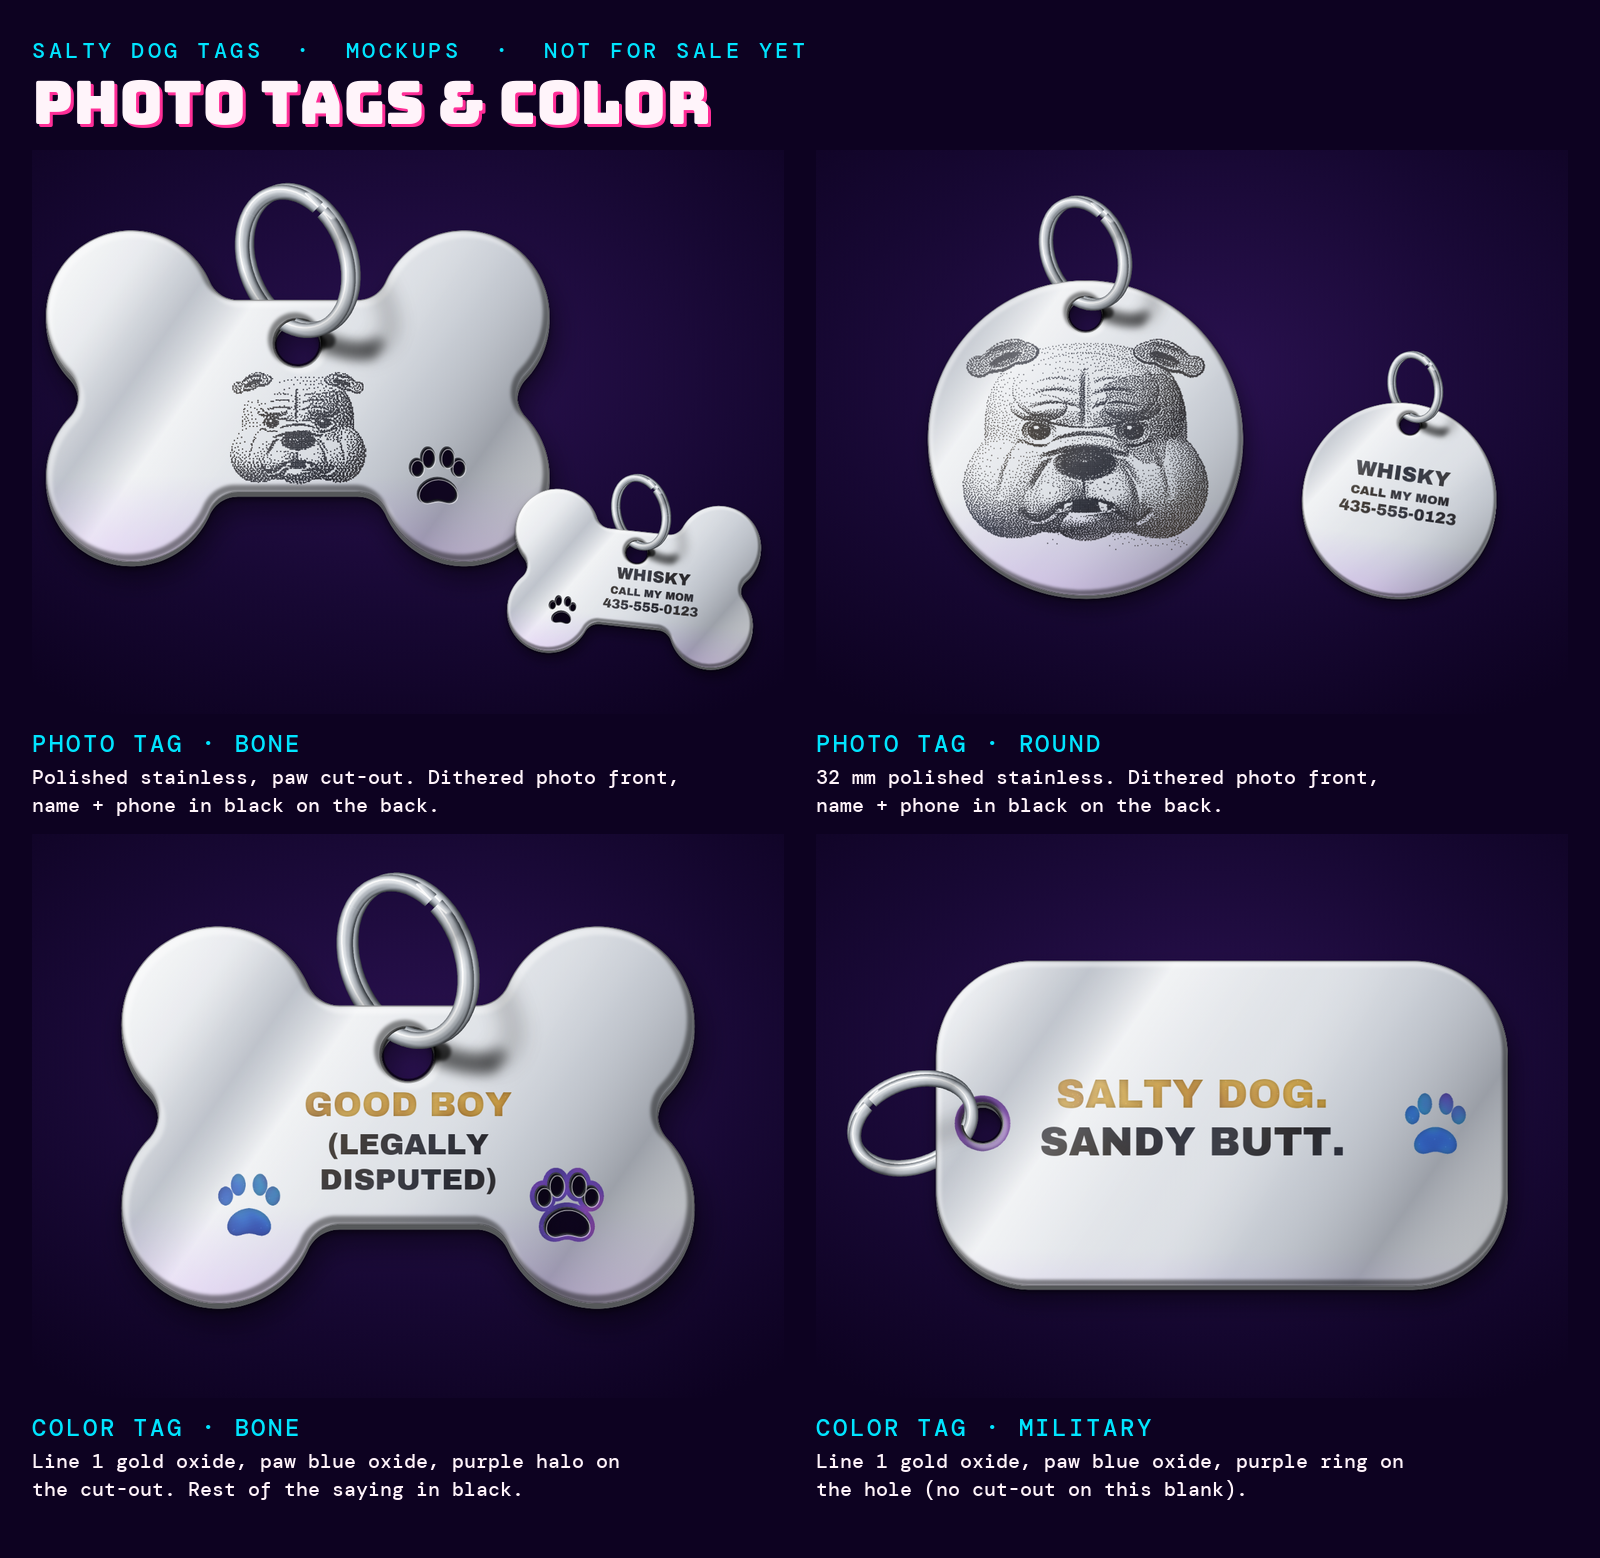 SALTY DOG TAGS · MOCKUPS · NOT FOR SALE YET
PHOTO TAGS & COLOR
WHISKY
CALL MY MOM
435-555-0123
WHISKY
CALL MY MOM
435-555-0123
PHOTO TAG · BONE
Polished stainless, paw cut-out. Dithered photo front,
name + phone in black on the back.
PHOTO TAG · ROUND
32 mm polished stainless. Dithered photo front,
name + phone in black on the back.
GOOD BOY
(LEGALLY
DISPUTED)
SALTY DOG.
SANDY BUTT.
COLOR TAG · BONE
Line 1 gold oxide, paw blue oxide, purple halo on
the cut-out. Rest of the saying in black.
COLOR TAG · MILITARY
Line 1 gold oxide, paw blue oxide, purple ring on
the hole (no cut-out on this blank).